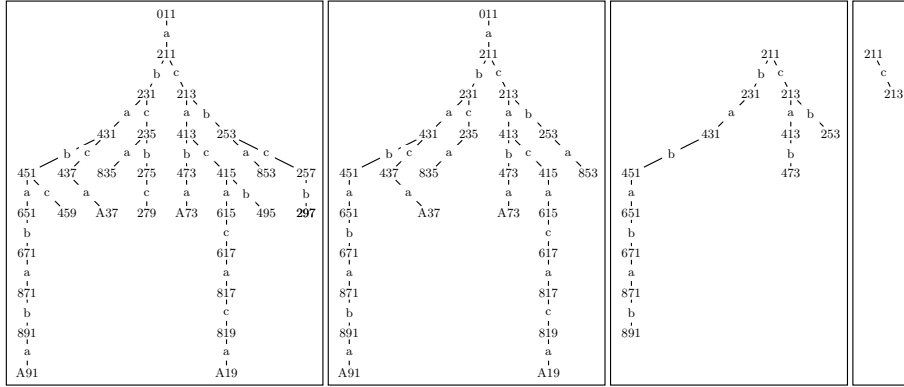 011 011
a a
211 211 211 211
b c b c b c c
231 213 231 213 231 213 213
a c a b a c a b a a b
431 235 413 253 431 235 413 253 431 413 253
b c a b b c a c b c a b c a b b
451 437 835 275 473 415 853 257 451 437 835 473 415 853 451 473
a c a c a a b b a a a a a
651 459 A37 279 A73 615 495 297 651 A37 A73 615 651
b c b c b
671 617 671 617 671
a a a a a
871 817 871 817 871
b c b c b
891 819 891 819 891
a a a a
A91 A19 A91 A19